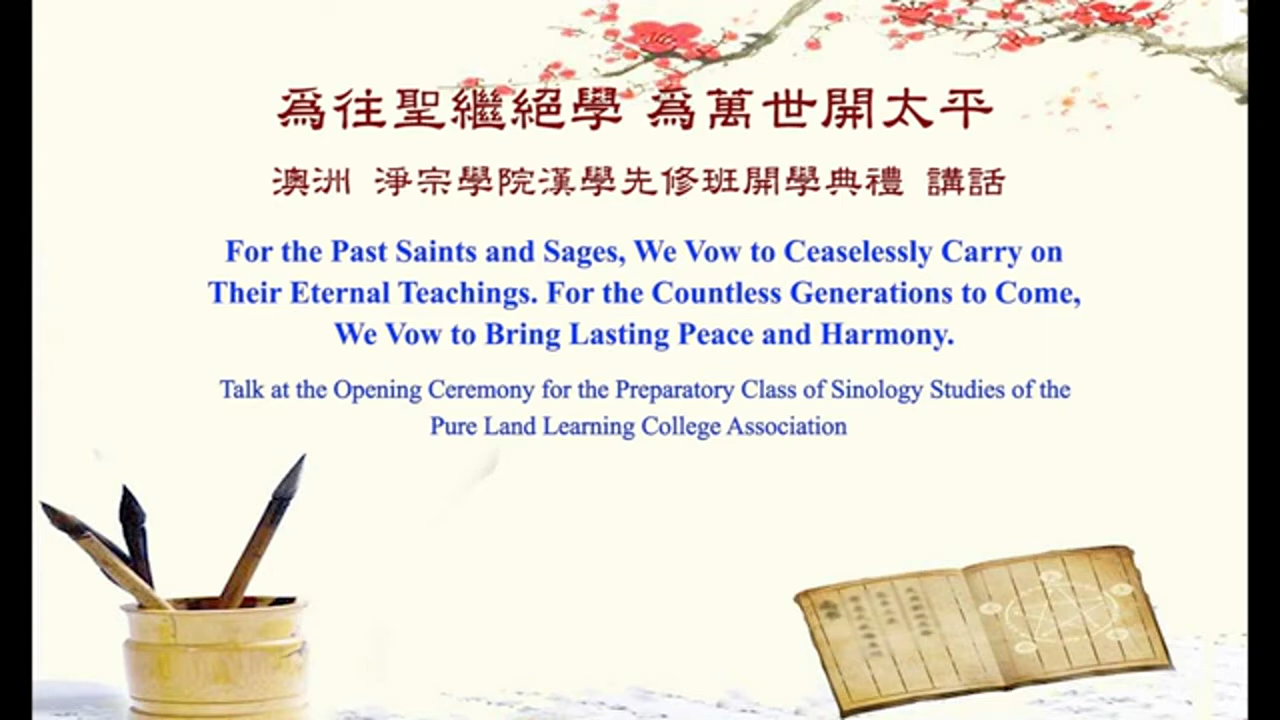 為往聖繼絕學 為萬世開太平
澳洲 淨宗學院漢學先修班開學典禮 講話
For the Past Saints and Sages, We Vow to Ceaselessly Carry on
Their Eternal Teachings. For the Countless Generations to Come,
We Vow to Bring Lasting Peace and Harmony.
Talk at the Opening Ceremony for the Preparatory Class of Sinology Studies of the
Pure Land Learning College Association